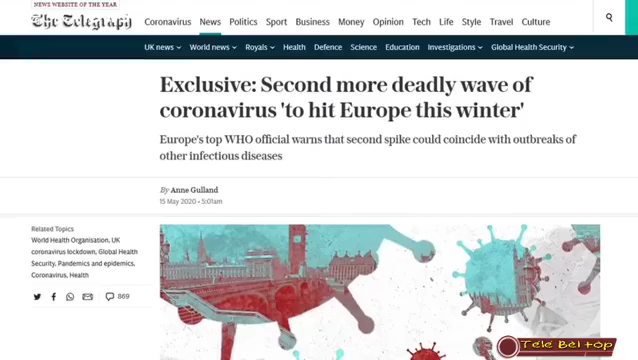 NEWS WEBSITE OF THE YEAR
The Telegraph
Coronavirus News Politics Sport Business Money Opinion Tech Life Style Travel Culture
UK news World news Royals Health Defence Science Education Investigations Global Health Security
Exclusive: Second more deadly wave of
coronavirus 'to hit Europe this winter'
Europe's top WHO official warns that second spike could coincide with outbreaks of
other infectious diseases
By Anne Gulland
15 May 2020 • 5:01am
Related Topics
World Health Organisation, UK
coronavirus lockdown, Global Health
Security, Pandemics and epidemics,
Coronavirus, Health
869
Télé Bel top